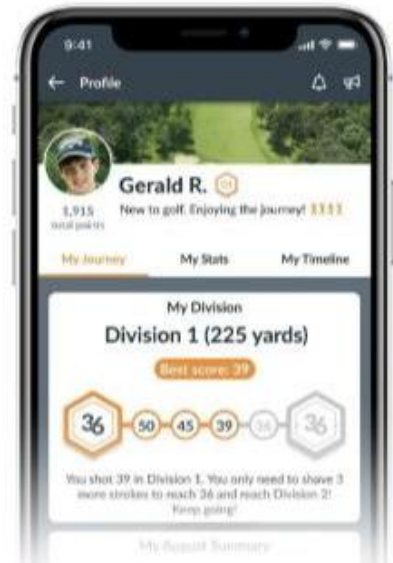 9:41
Profile
Gerald R.
1,915
total points
New to golf. Enjoying the journey!
My Journey
My Stats
My Timeline
My Division
Division 1 (225 yards)
Best score: 39
36
50
45
39
36
36
You shot 39 in Division 1. You only need to shave 3
more strokes to reach 36 and reach Division 2!
Keep going!
My August Summary